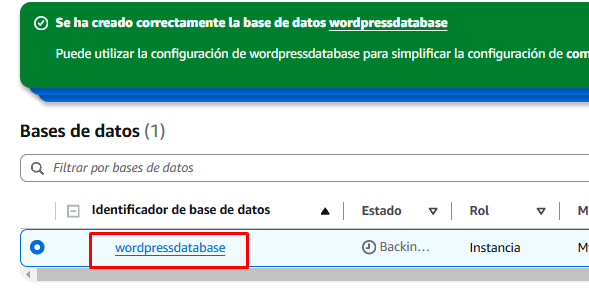 Se ha creado correctamente la base de datos wordpressdatabase
Puede utilizar la configuración de wordpressdatabase para simplificar la configuración de com
Bases de datos (1)
Filtrar por bases de datos
Identificador de base de datos Estado Rol M
wordpressdatabase Backin... Instancia My